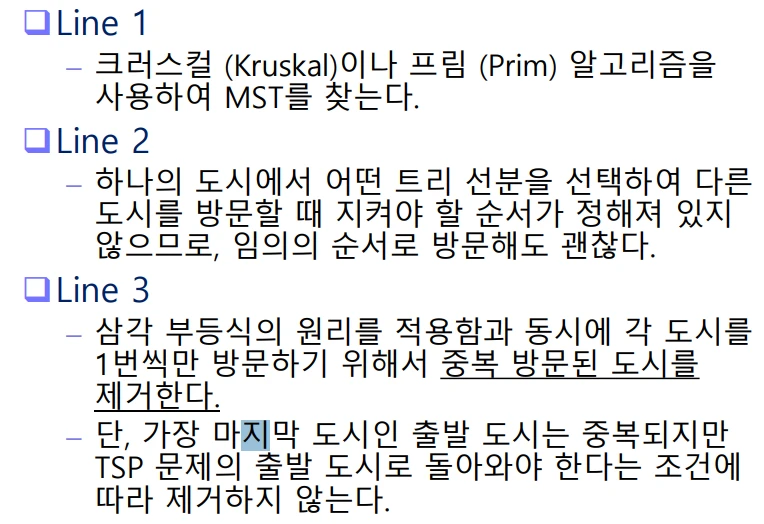 ❑Line 1
– 크러스컬 (Kruskal)이나 프림 (Prim) 알고리즘을
사용하여 MST를 찾는다.
❑Line 2
– 하나의 도시에서 어떤 트리 선분을 선택하여 다른
도시를 방문할 때 지켜야 할 순서가 정해져 있지
않으므로, 임의의 순서로 방문해도 괜찮다.
❑Line 3
– 삼각 부등식의 원리를 적용함과 동시에 각 도시를
1번씩만 방문하기 위해서 중복 방문된 도시를
제거한다.
– 단, 가장 마지막 도시인 출발 도시는 중복되지만
TSP 문제의 출발 도시로 돌아와야 한다는 조건에
따라 제거하지 않는다.